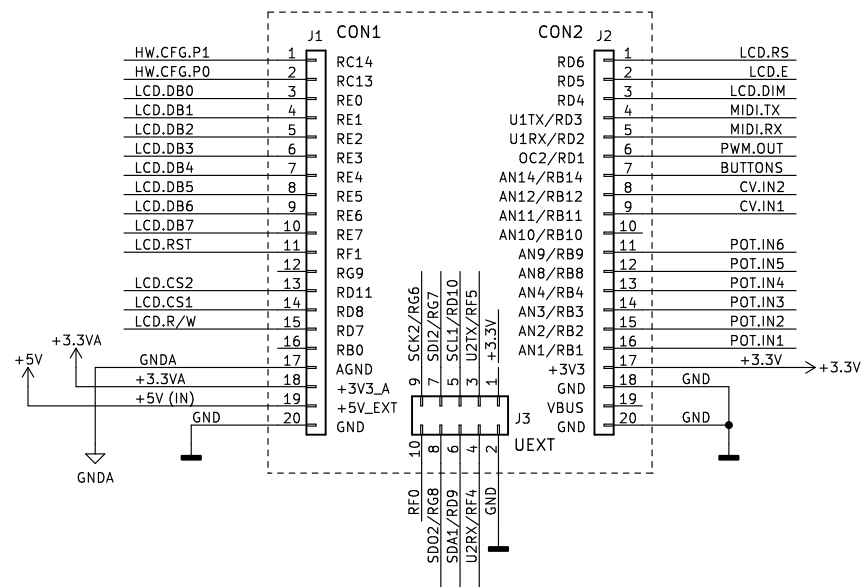 CON1
J1
HW.CFG.P1 1 RC14
HW.CFG.P0 2 RC13
LCD.DB0 3 RE0
LCD.DB1 4 RE1
LCD.DB2 5 RE2
LCD.DB3 6 RE3
LCD.DB4 7 RE4
LCD.DB5 8 RE5
LCD.DB6 9 RE6
LCD.DB7 10 RE7
LCD.RST 11 RF1
12 RG9
LCD.CS2 13 RD11
LCD.CS1 14 RD8
LCD.R/W 15 RD7
16 RB0
GNDA 17 AGND
+3.3VA 18 +3V3_A
+5V (IN) 19 +5V_EXT
GND 20 GND
+3.3VA
+5V
GNDA
CON2
J2
RD6 1 LCD.RS
RD5 2 LCD.E
RD4 3 LCD.DIM
U1TX/RD3 4 MIDI.TX
U1RX/RD2 5 MIDI.RX
OC2/RD1 6 PWM.OUT
AN14/RB14 7 BUTTONS
AN12/RB12 8 CV.IN2
AN11/RB11 9 CV.IN1
AN10/RB10 10
AN9/RB9 11 POT.IN6
AN8/RB8 12 POT.IN5
AN4/RB4 13 POT.IN4
AN3/RB3 14 POT.IN3
AN2/RB2 15 POT.IN2
AN1/RB1 16 POT.IN1
+3V3 17 +3.3V
+3.3V
GND 18 GND
VBUS 19
GND 20 GND
SCK2/RG6 9
SDI2/RG7 7
SCL1/RD10 5
U2TX/RF5 3
+3.3V 1
J3
UEXT
10 RF0
8 SDO2/RG8
6 SDA1/RD9
4 U2RX/RF4
2 GND